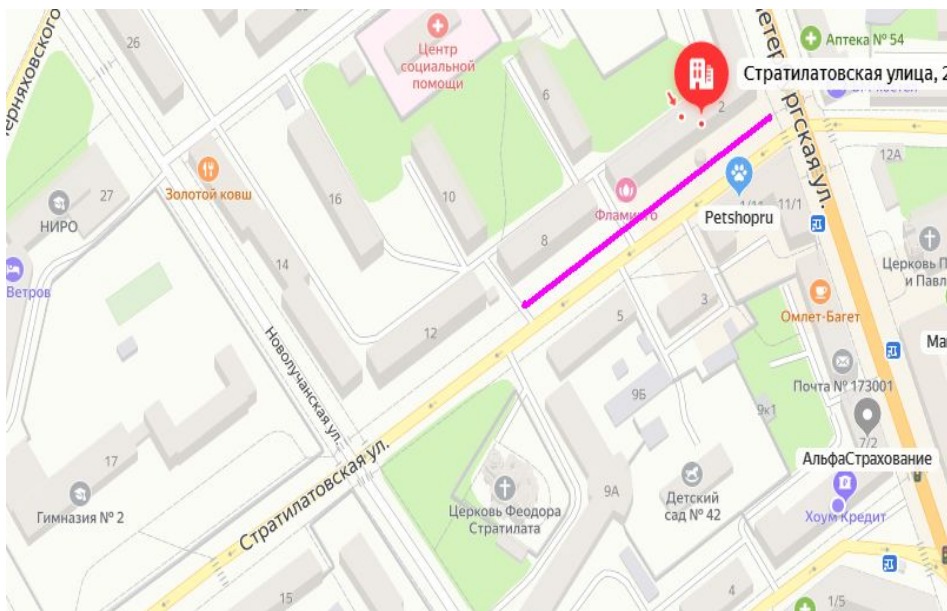 26
Центр
социальной
помощи
Аптека № 54
Стратилатовская улица, 2
6
2
12А
Золотой ковш
16
10
27
НИРО
Фламинго
11/1
Petshopru
8
Ветров
14
Церковь П
и Павл
Омлет-Багет
12
3
5
Новолучанская ул.
Ма
Почта № 173001
9Б
9к1
7/2
АльфаСтрахование
17
Гимназия № 2
Стратилатовская ул.
Церковь Феодора
Стратилата
9А
Детский
сад № 42
Хоум Кредит
15
4
1/5